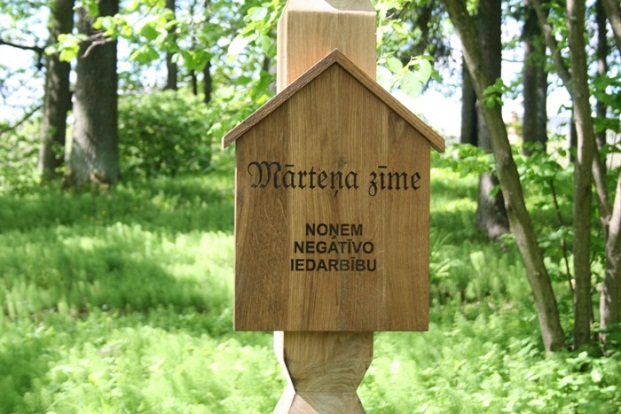 Mārteņa zīme
NOŅEM
NEGATĪVO
IEDARBĪBU